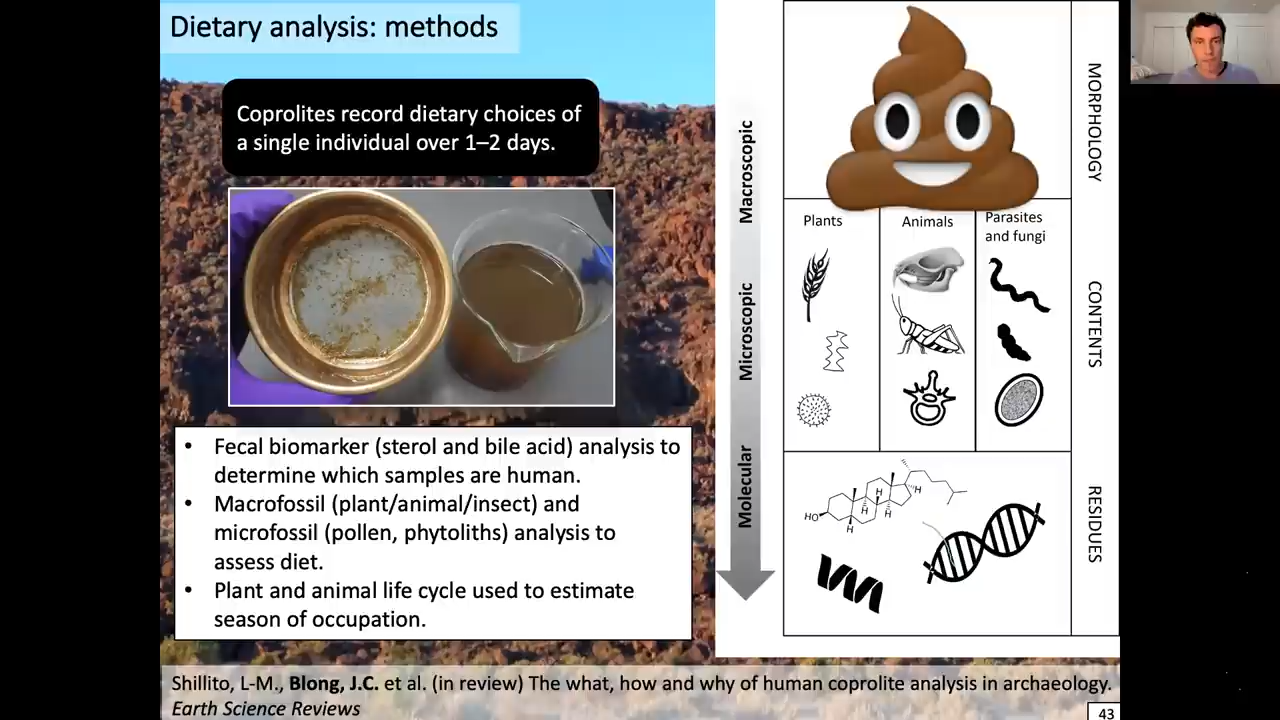 Dietary analysis: methods
Coprolites record dietary choices of
a single individual over 1–2 days.
• Fecal biomarker (sterol and bile acid) analysis to
determine which samples are human.
• Macrofossil (plant/animal/insect) and
microfossil (pollen, phytoliths) analysis to
assess diet.
• Plant and animal life cycle used to estimate
season of occupation.
Macroscopic
Microscopic
Molecular
MORPHOLOGY
Plants
Animals
Parasites
and fungi
CONTENTS
HO
H
H
H
H
H
RESIDUES
Shillito, L-M., Blong, J.C. et al. (in review) The what, how and why of human coprolite analysis in archaeology.
Earth Science Reviews
43